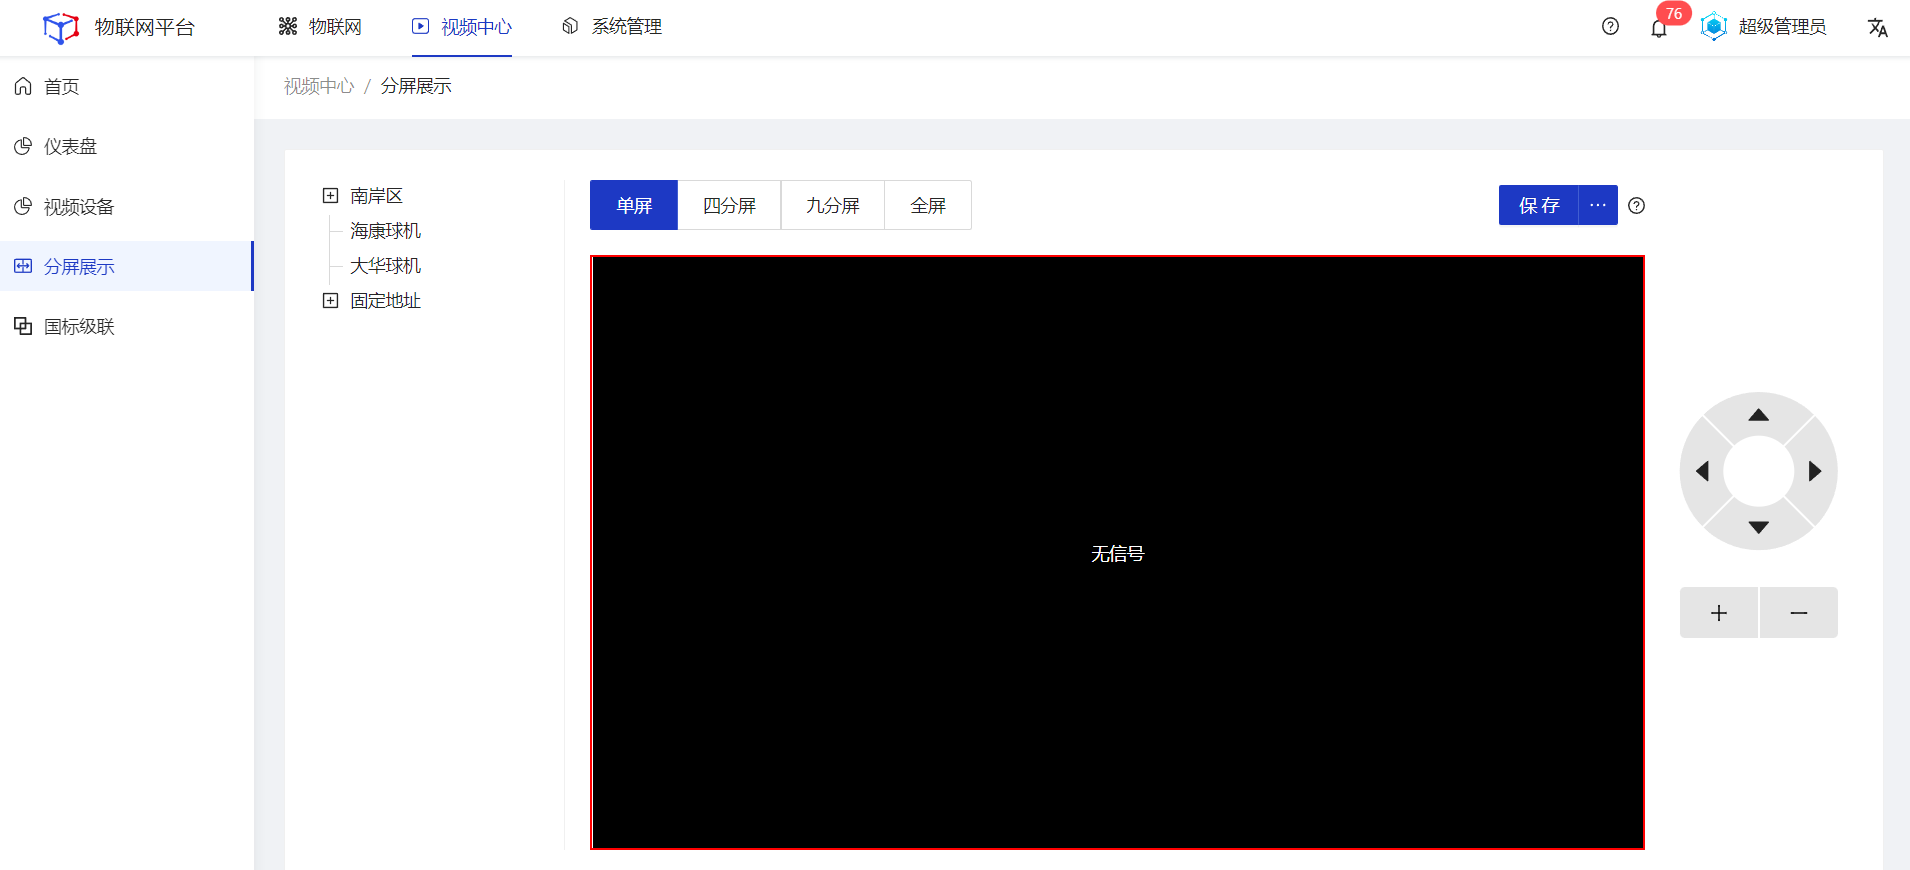 物联网平台
物联网
视频中心
系统管理
76
超级管理员
首页
仪表盘
视频设备
分屏展示
国标级联
视频中心 / 分屏展示
南岸区
海康球机
大华球机
固定地址
单屏
四分屏
九分屏
全屏
保 存
···
无信号